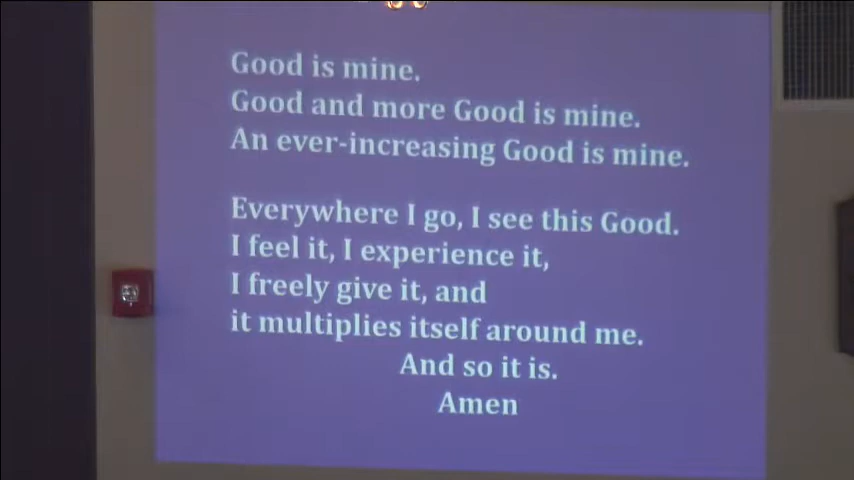 Good is mine.
Good and more Good is mine.
An ever-increasing Good is mine.
Everywhere I go, I see this Good.
I feel it, I experience it,
I freely give it, and
it multiplies itself around me.
And so it is.
Amen